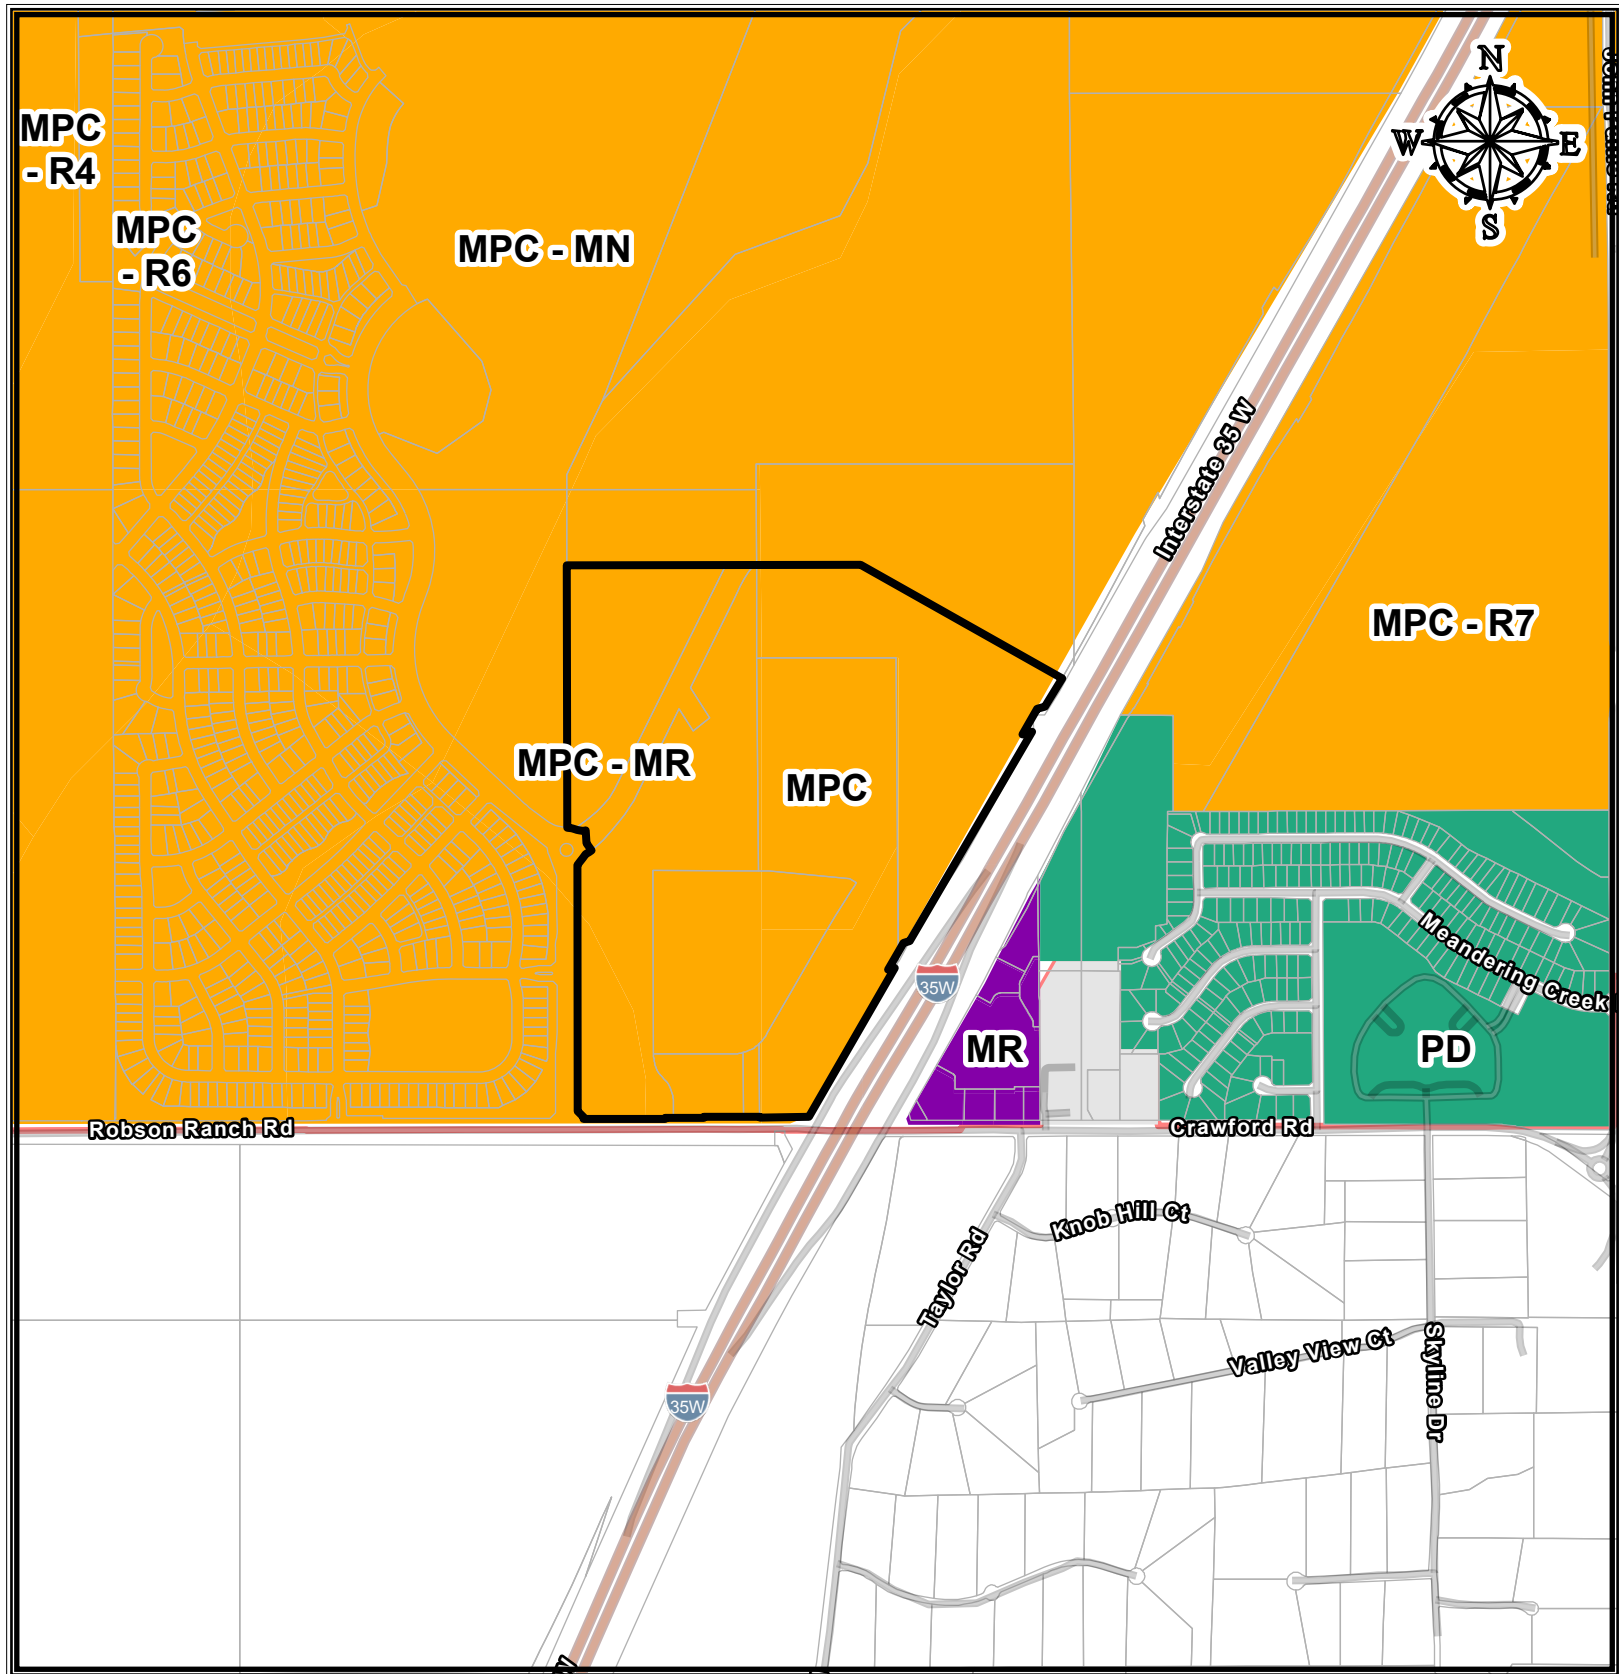 N
W
E
S
MPC
- R4
MPC
- R6
MPC - MN
Interstate 35 W
MPC - R7
MPC - MR
MPC
Meandering Creek
35W
MR
PD
Robson Ranch Rd
Crawford Rd
Knob Hill Ct
Taylor Rd
Valley View Ct
Skyline Dr
35W
W